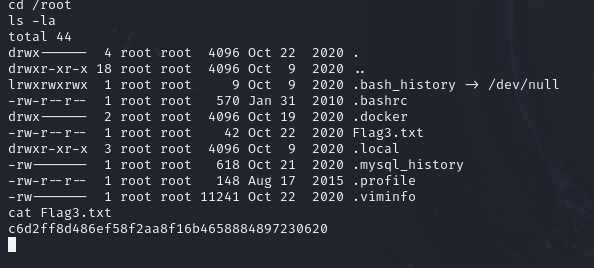 cd /root
ls -la
total 44
drwx------  4 root root  4096 Oct 22  2020 .
drwxr-xr-x 18 root root  4096 Oct  9  2020 ..
lrwxrwxrwx  1 root root     9 Oct  9  2020 .bash_history -> /dev/null
-rw-r--r--  1 root root   570 Jan 31  2010 .bashrc
drwx------  2 root root  4096 Oct 19  2020 .docker
-rw-r--r--  1 root root    42 Oct 22  2020 Flag3.txt
drwxr-xr-x  3 root root  4096 Oct  9  2020 .local
-rw-------  1 root root   618 Oct 21  2020 .mysql_history
-rw-r--r--  1 root root   148 Aug 17  2015 .profile
-rw-------  1 root root 11241 Oct 22  2020 .viminfo
cat Flag3.txt
c6d2ff8d486ef58f2aa8f16b4658884897230620